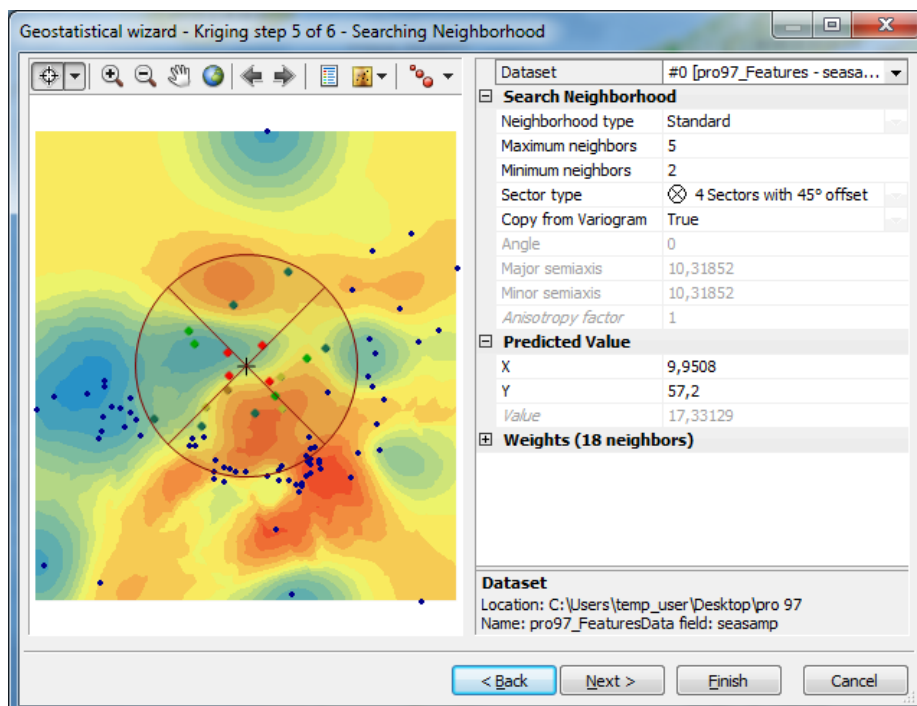 Geostatistical wizard - Kriging step 5 of 6 - Searching Neighborhood
Dataset #0 [pro97_Features - seasa...
Search Neighborhood
Neighborhood type Standard
Maximum neighbors 5
Minimum neighbors 2
Sector type 4 Sectors with 45° offset
Copy from Variogram True
Angle 0
Major semiaxis 10,31852
Minor semiaxis 10,31852
Anisotropy factor 1
Predicted Value
X 9,9508
Y 57,2
Value 17,33129
Weights (18 neighbors)
Dataset
Location: C:\Users\temp_user\Desktop\pro 97
Name: pro97_FeaturesData field: seasamp
< Back Next > Finish Cancel